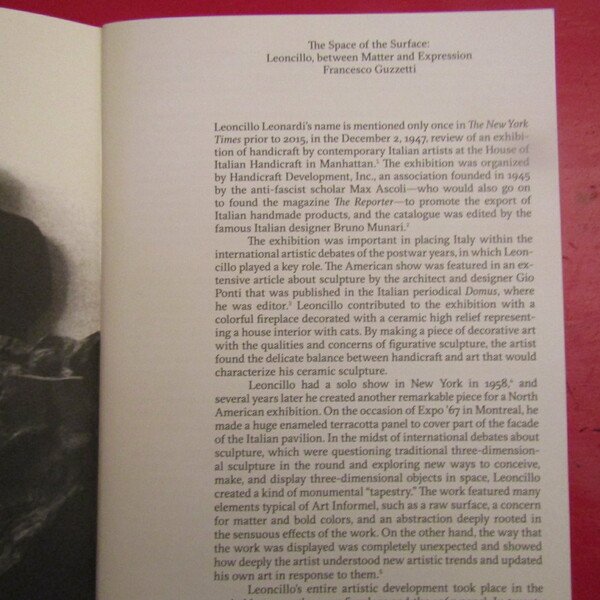 The Space of the Surface:
Leoncillo, between Matter and Expression
Francesco Guzzetti
Leoncillo Leonardi's name is mentioned only once in The New York
Times prior to 2015, in the December 2, 1947, review of an exhibi-
tion of handicraft by contemporary Italian artists at the House of
Italian Handicraft in Manhattan.¹ The exhibition was organized
by Handicraft Development, Inc., an association founded in 1945
by the anti-fascist scholar Max Ascoli—who would also go on
to found the magazine The Reporter—to promote the export of
Italian handmade products, and the catalogue was edited by the
famous Italian designer Bruno Munari.²
The exhibition was important in placing Italy within the
international artistic debates of the postwar years, in which Leon-
cillo played a key role. The American show was featured in an ex-
tensive article about sculpture by the architect and designer Gio
Ponti that was published in the Italian periodical Domus, where
he was editor.³ Leoncillo contributed to the exhibition with a
colorful fireplace decorated with a ceramic high relief represent-
ing a house interior with cats. By making a piece of decorative art
with the qualities and concerns of figurative sculpture, the artist
found the delicate balance between handicraft and art that would
characterize his ceramic sculpture.
Leoncillo had a solo show in New York in 1958,⁴ and
several years later he created another remarkable piece for a North
American exhibition. On the occasion of Expo '67 in Montreal, he
made a huge enameled terracotta panel to cover part of the facade
of the Italian pavilion. In the midst of international debates about
sculpture, which were questioning traditional three-dimension-
al sculpture in the round and exploring new ways to conceive,
make, and display three-dimensional objects in space, Leoncillo
created a kind of monumental "tapestry." The work featured many
elements typical of Art Informel, such as a raw surface, a concern
for matter and bold colors, and an abstraction deeply rooted in
the sensuous effects of the work. On the other hand, the way that
the work was displayed was completely unexpected and showed
how deeply the artist understood new artistic trends and updated
his own art in response to them.⁵
Leoncillo's entire artistic development took place in the